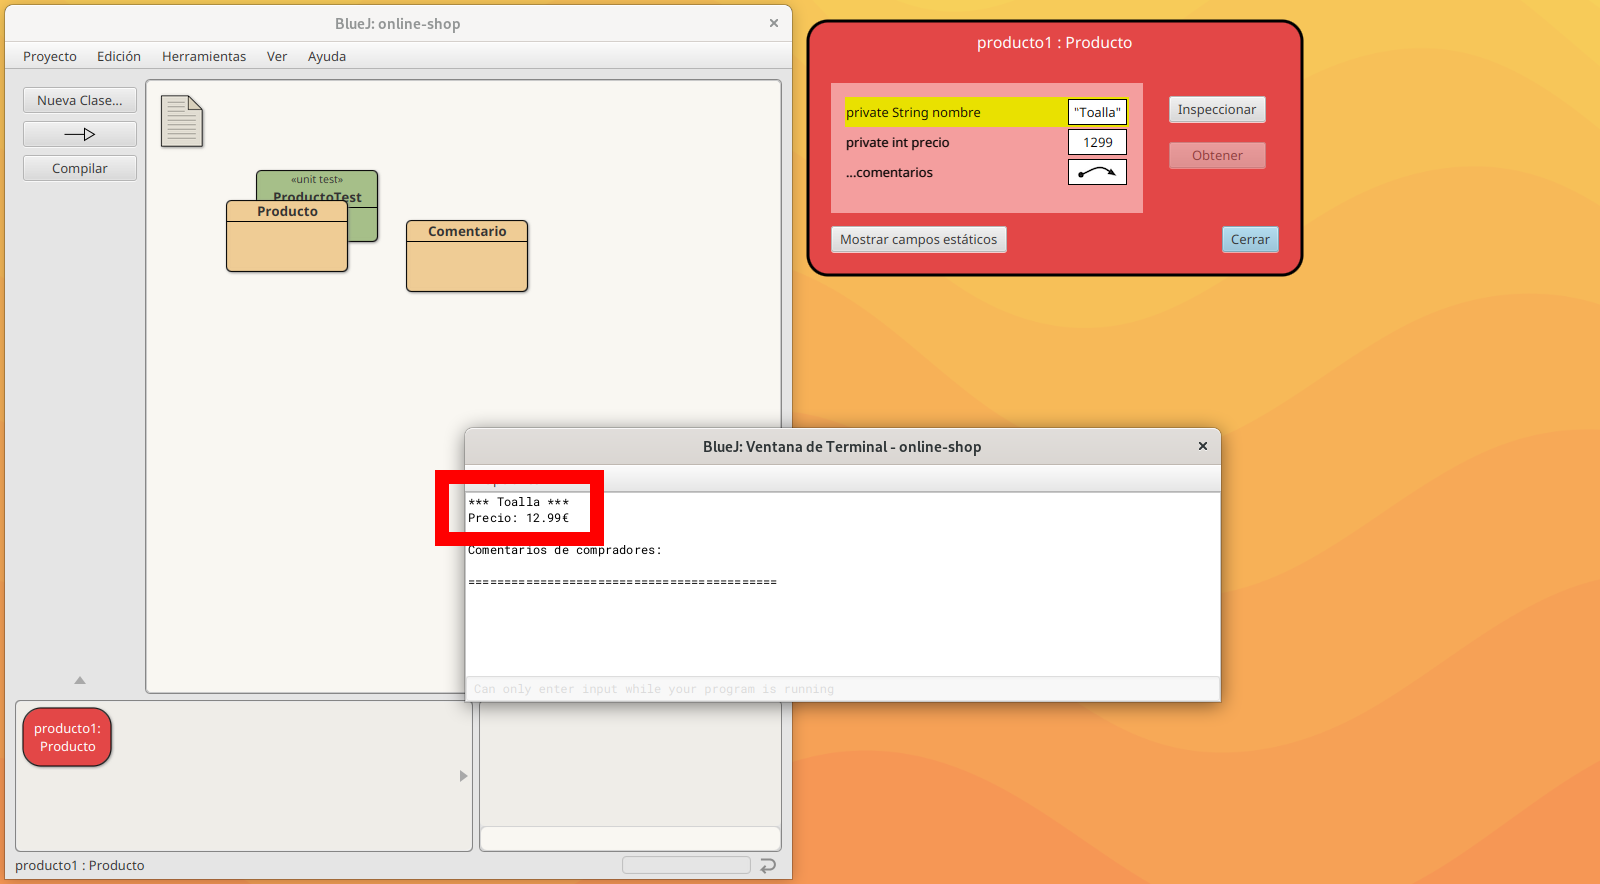 BlueJ: online-shop
Proyecto Edición Herramientas Ver Ayuda
Nueva Clase...
Compilar
«unit test»
ProductoTest
Producto
Comentario
producto1:
Producto
producto1 : Producto
producto1 : Producto
private String nombre "Toalla"
private int precio 1299
...comentarios
Inspeccionar
Obtener
Mostrar campos estáticos
Cerrar
BlueJ: Ventana de Terminal - online-shop
*** Toalla ***
Precio: 12.99€
Comentarios de compradores:
===========================================
Can only enter input while your program is running